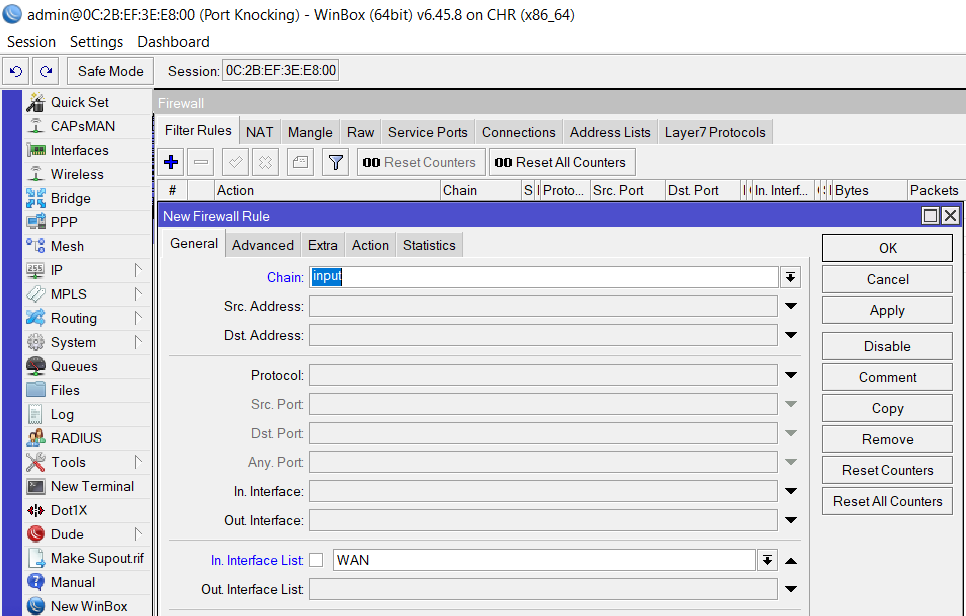 admin@0C:2B:EF:3E:E8:00 (Port Knocking) - WinBox (64bit) v6.45.8 on CHR (x86_64)
Session Settings Dashboard
Safe Mode Session: 0C:2B:EF:3E:E8:00
Quick Set
CAPsMAN
Interfaces
Wireless
Bridge
PPP
Mesh
IP
MPLS
Routing
System
Queues
Files
Log
RADIUS
Tools
New Terminal
Dot1X
Dude
Make Supout.rif
Manual
New WinBox
Firewall
Filter Rules NAT Mangle Raw Service Ports Connections Address Lists Layer7 Protocols
00 Reset Counters 00 Reset All Counters
# Action Chain Proto... Src. Port Dst. Port In. Interf... Bytes Packets
New Firewall Rule
General Advanced Extra Action Statistics
Chain: input
Src. Address:
Dst. Address:
Protocol:
Src. Port:
Dst. Port:
Any. Port:
In. Interface:
Out. Interface:
In. Interface List: WAN
Out. Interface List:
OK
Cancel
Apply
Disable
Comment
Copy
Remove
Reset Counters
Reset All Counters